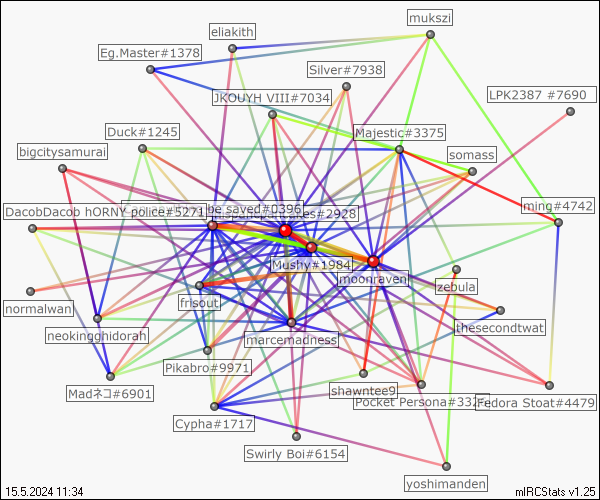 mukszi
eliakith
Eg.Master#1378
Silver#7938
LPK2387 #7690
JKOUYH VIII#7034
Duck#1245
Majestic#3375
bigcitysamurai
somass
ming#4742
DacobDacob hORNY police#5271
be saved#0396
cakes#2928
Mushy#1984
moonraven
zebula
normalwan
frisout
neokingghidorah
marcemadness
thesecondtwat
Pikabro#9971
Madネコ#6901
shawntee9
Pocket Persona#332
Fedora Stoat#4479
Cypha#1717
Swirly Boi#6154
yoshimanden
15.5.2024 11:34
mIRCStats v1.25